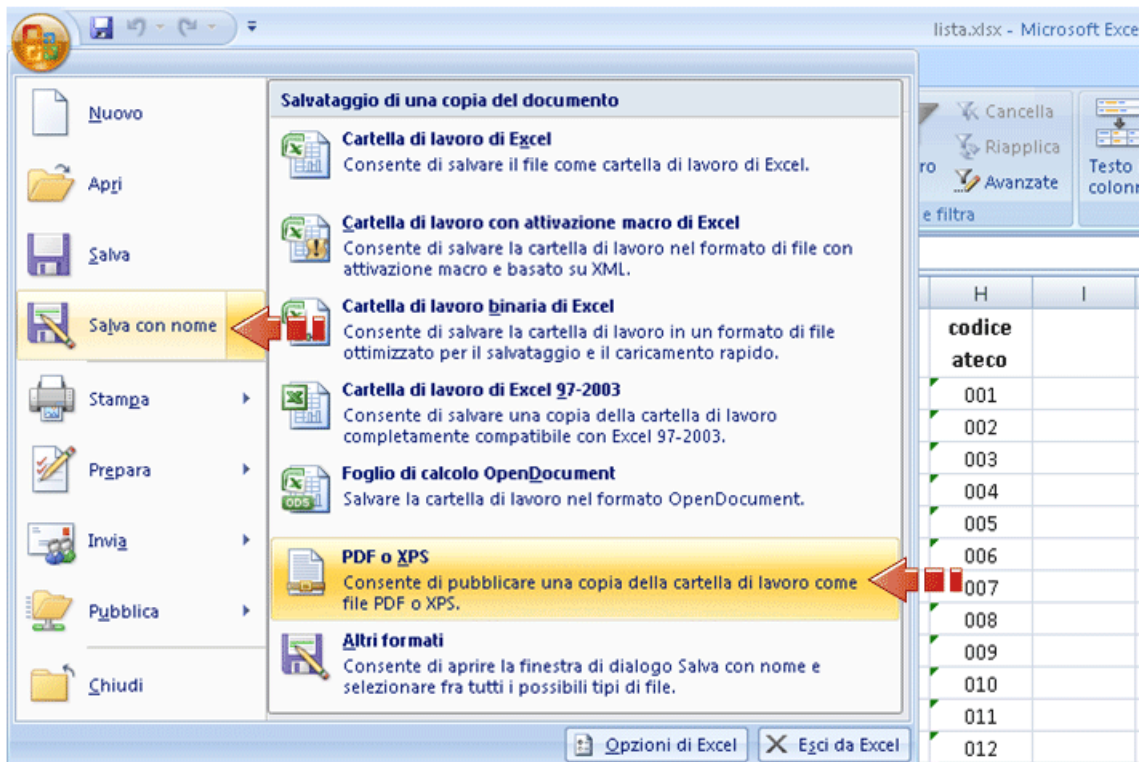 lista.xlsx - Microsoft Exce
Nuovo
Apri
Salva
Salva con nome
Stampa
Prepara
Invia
Pubblica
Chiudi
Salvataggio di una copia del documento
Cartella di lavoro di Excel
Consente di salvare il file come cartella di lavoro di Excel.
Cartella di lavoro con attivazione macro di Excel
Consente di salvare la cartella di lavoro nel formato di file con
attivazione macro e basato su XML.
Cartella di lavoro binaria di Excel
Consente di salvare la cartella di lavoro in un formato di file
ottimizzato per il salvataggio e il caricamento rapido.
Cartella di lavoro di Excel 97-2003
Consente di salvare una copia della cartella di lavoro
completamente compatibile con Excel 97-2003.
Foglio di calcolo OpenDocument
ODS
Salvare la cartella di lavoro nel formato OpenDocument.
PDF o XPS
Consente di pubblicare una copia della cartella di lavoro come
file PDF o XPS.
Altri formati
Consente di aprire la finestra di dialogo Salva con nome e
selezionare fra tutti i possibili tipi di file.
Opzioni di Excel
Esci da Excel
Cancella
Riapplica
ro
Avanzate
e filtra
Testo
colonn
H
I
codice
ateco
001
002
003
004
005
006
007
008
009
010
011
012